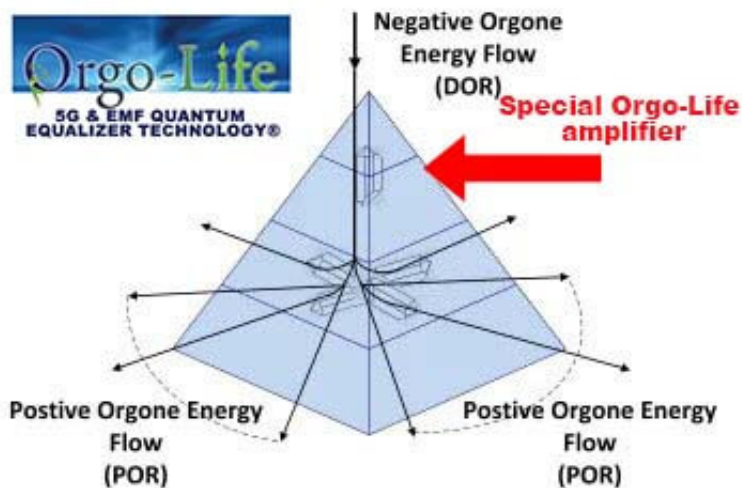 Orgo-Life
5G & EMF QUANTUM
EQUALIZER TECHNOLOGY®
Negative Orgone
Energy Flow
(DOR)
Special Orgo-Life
amplifier
Postive Orgone Energy
Flow
(POR)
Postive Orgone Energy
Flow
(POR)